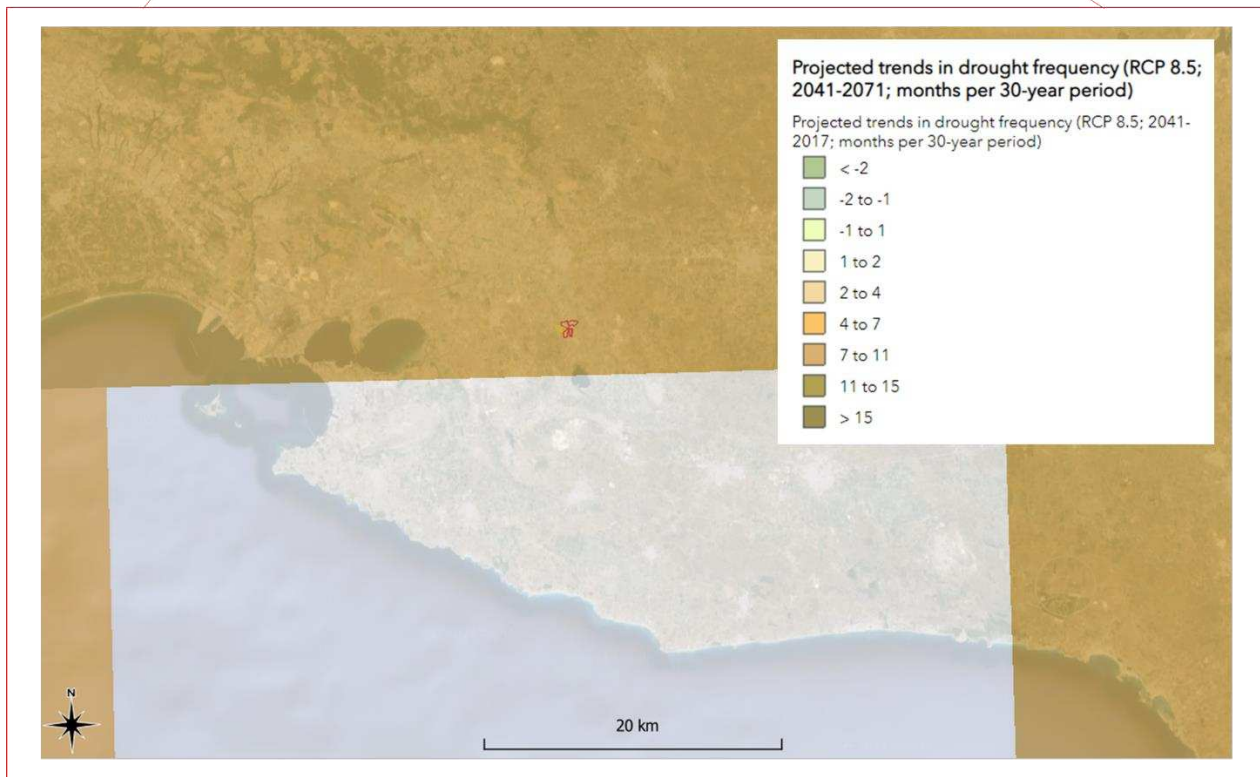 Projected trends in drought frequency (RCP 8.5;
2041-2071; months per 30-year period)
Projected trends in drought frequency (RCP 8.5; 2041-
2017; months per 30-year period)
< -2
-2 to -1
-1 to 1
1 to 2
2 to 4
4 to 7
7 to 11
11 to 15
> 15
N
20 km